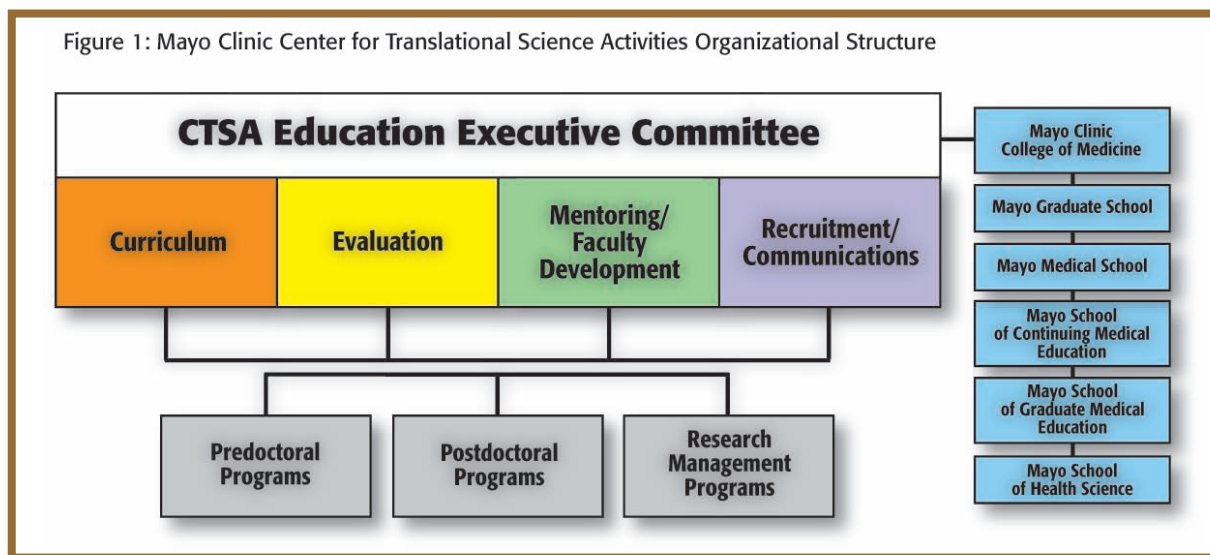 Figure 1: Mayo Clinic Center for Translational Science Activities Organizational Structure
CTSA Education Executive Committee
Curriculum
Evaluation
Mentoring/
Faculty
Development
Recruitment/
Communications
Predoctoral
Programs
Postdoctoral
Programs
Research
Management
Programs
Mayo Clinic
College of Medicine
Mayo Graduate School
Mayo Medical School
Mayo School
of Continuing Medical
Education
Mayo School
of Graduate Medical
Education
Mayo School
of Health Science